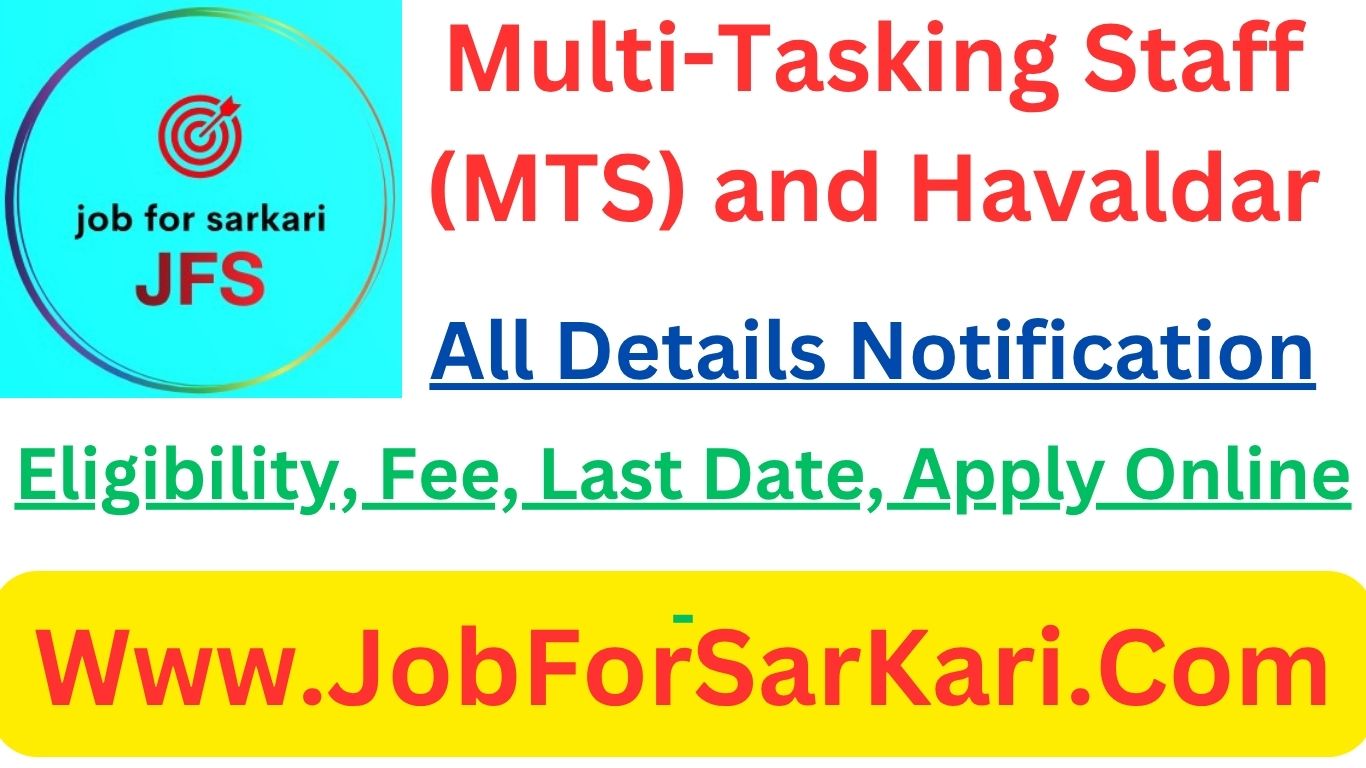 job for sarkari
JFS
Multi-Tasking Staff
(MTS) and Havaldar
All Details Notification
Eligibility, Fee, Last Date, Apply Online
-
Www.JobForSarKari.Com